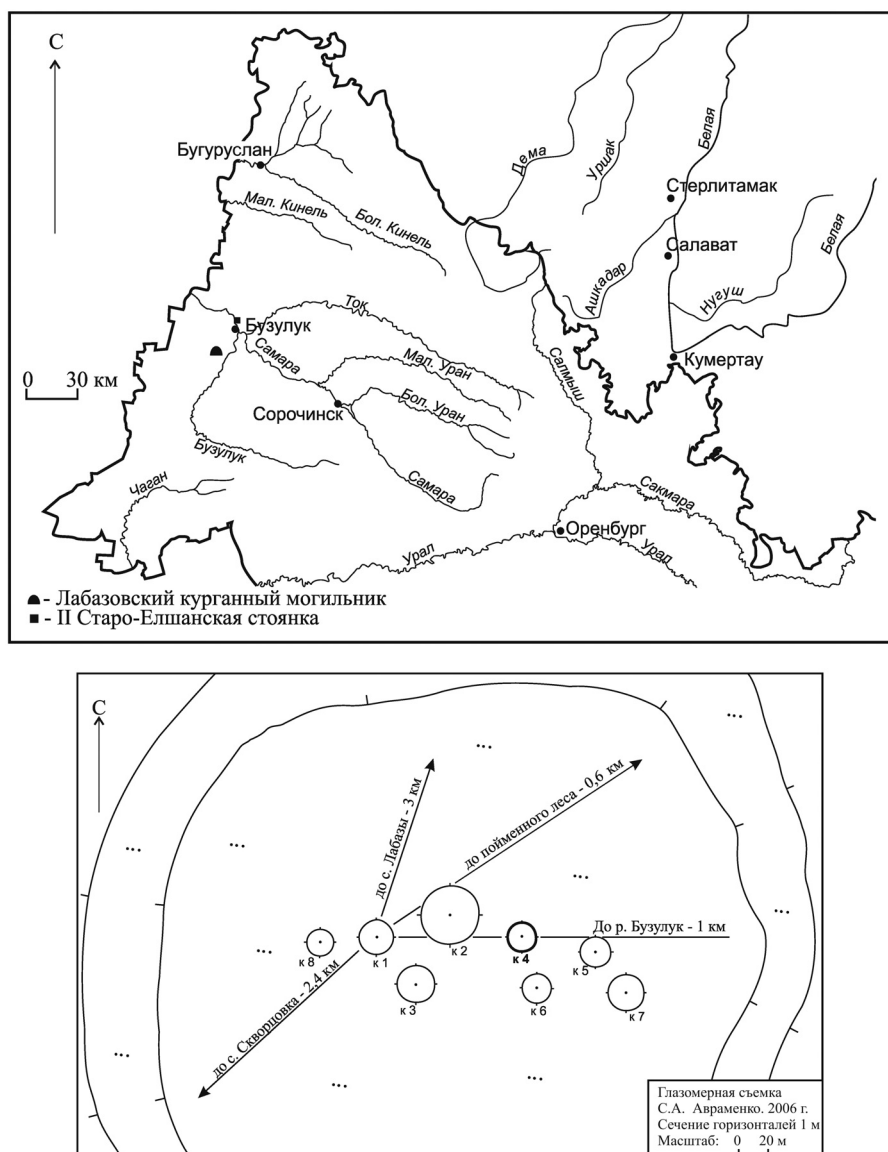 С
Бугуруслан
Мал. Кинель
Бол. Кинель
Дема
Уршак
Белая
Стерлитамак
Салават
Ашкадар
Нугуш
Белая
Кумертау
Бузулук
Ток
Самара
Мал. Уран
Бол. Уран
Салмыш
0 30 км
Сорочинск
Бузулук
Самара
Чаган
Сакмара
Оренбург
Урал
Урал
- Лабазовский курганный могильник
- II Старо-Елшанская стоянка
С
до с. Лабазы - 3 км
до пойменного леса - 0,6 км
До р. Бузулук - 1 км
до с. Скворцовка - 2,4 км
к 8
к 1
к 2
к 4
к 5
к 3
к 6
к 7
Глазомерная съемка
С.А. Авраменко. 2006 г.
Сечение горизонталей 1 м
Масштаб: 0 20 м